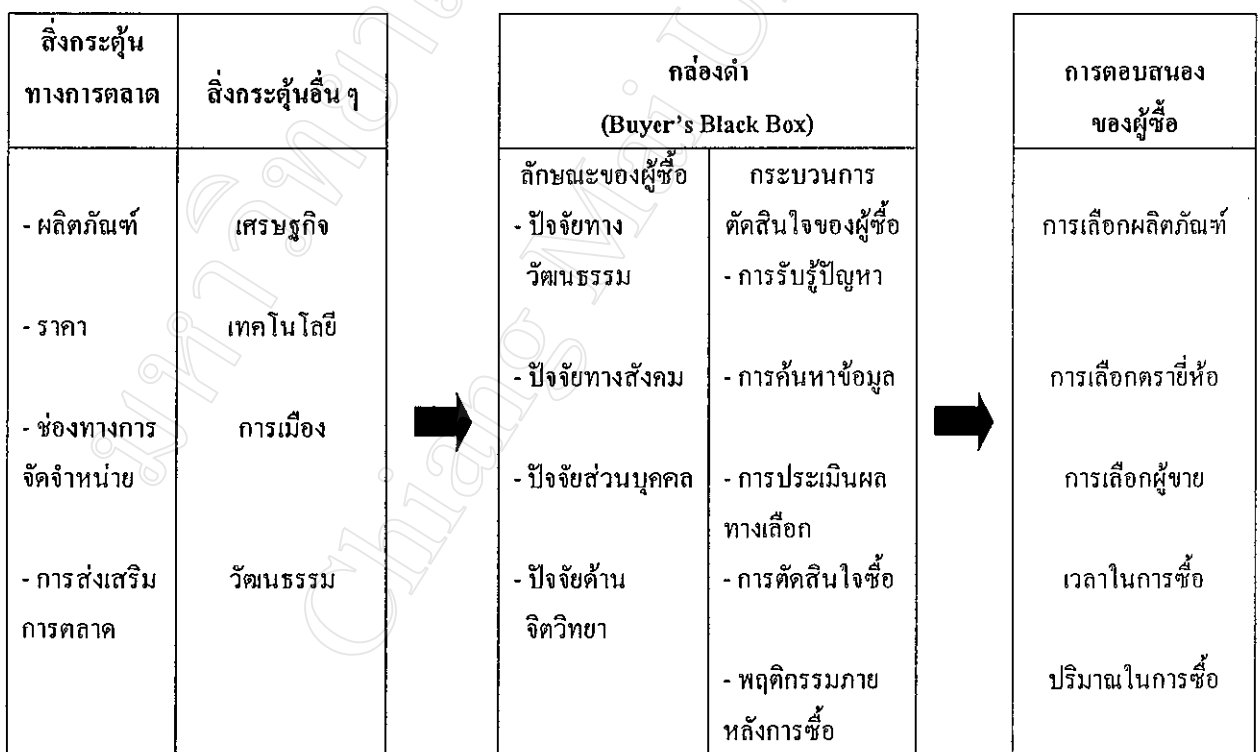 สิ่งกระตุ้น
ทางการตลาด
สิ่งกระตุ้นอื่น ๆ
- ผลิตภัณฑ์
- ราคา
- ช่องทางการ
จัดจำหน่าย
- การส่งเสริม
การตลาด
เศรษฐกิจ
เทคโนโลยี
การเมือง
วัฒนธรรม
กล่องดำ
(Buyer's Black Box)
ลักษณะของผู้ซื้อ
- ปัจจัยทาง
วัฒนธรรม
- ปัจจัยทางสังคม
- ปัจจัยส่วนบุคคล
- ปัจจัยด้าน
จิตวิทยา
กระบวนการ
ตัดสินใจของผู้ซื้อ
- การรับรู้ปัญหา
- การค้นหาข้อมูล
- การประเมินผล
ทางเลือก
- การตัดสินใจซื้อ
- พฤติกรรมภาย
หลังการซื้อ
การตอบสนอง
ของผู้ซื้อ
การเลือกผลิตภัณฑ์
การเลือกตรายี่ห้อ
การเลือกผู้ขาย
เวลาในการซื้อ
ปริมาณในการซื้อ
มหาวิทยา
Chiang Mai U